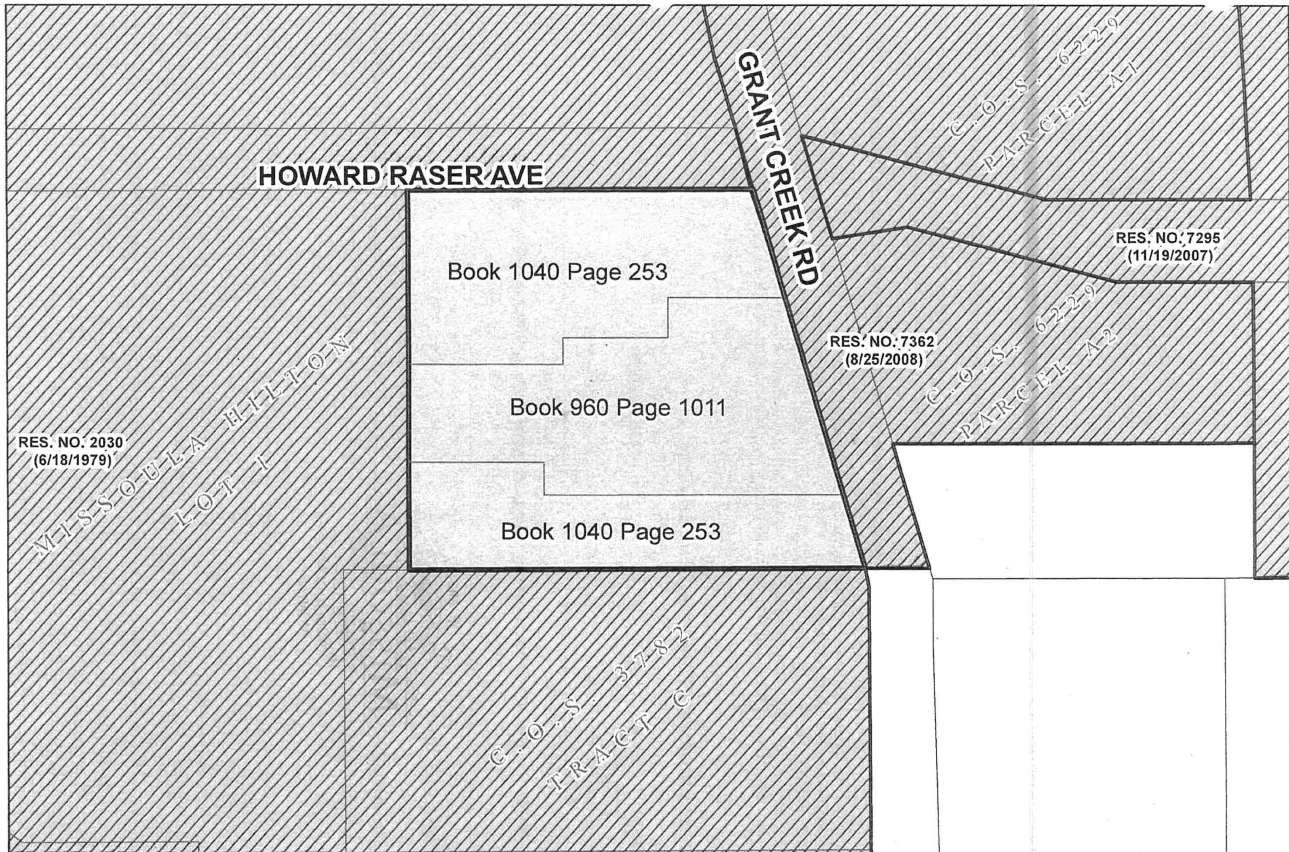 C.O.S. 6229
PARCEL A1
GRANT CREEK RD
HOWARD RASER AVE
RES. NO. 7295
(11/19/2007)
Book 1040 Page 253
RES. NO. 7362
(8/25/2008)
C.O.S. 6229
PARCEL A2
MISSOULA HILTON
LOT 1
Book 960 Page 1011
RES. NO. 2030
(6/18/1979)
Book 1040 Page 253
C.O.S. 3782
TRACT C